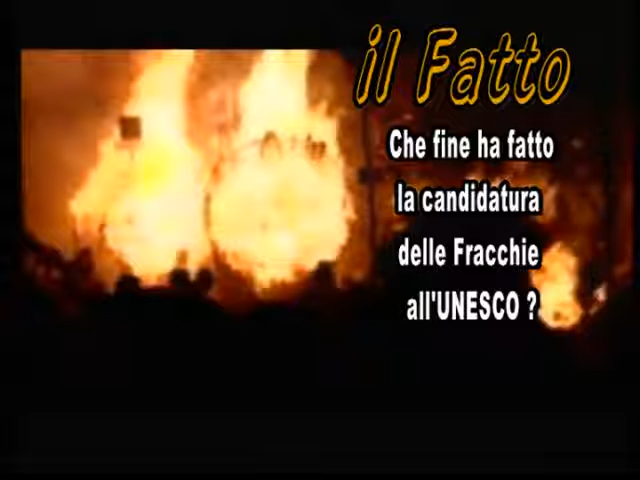 il Fatto
Che fine ha fatto
la candidatura
delle Fracchie
all'UNESCO ?